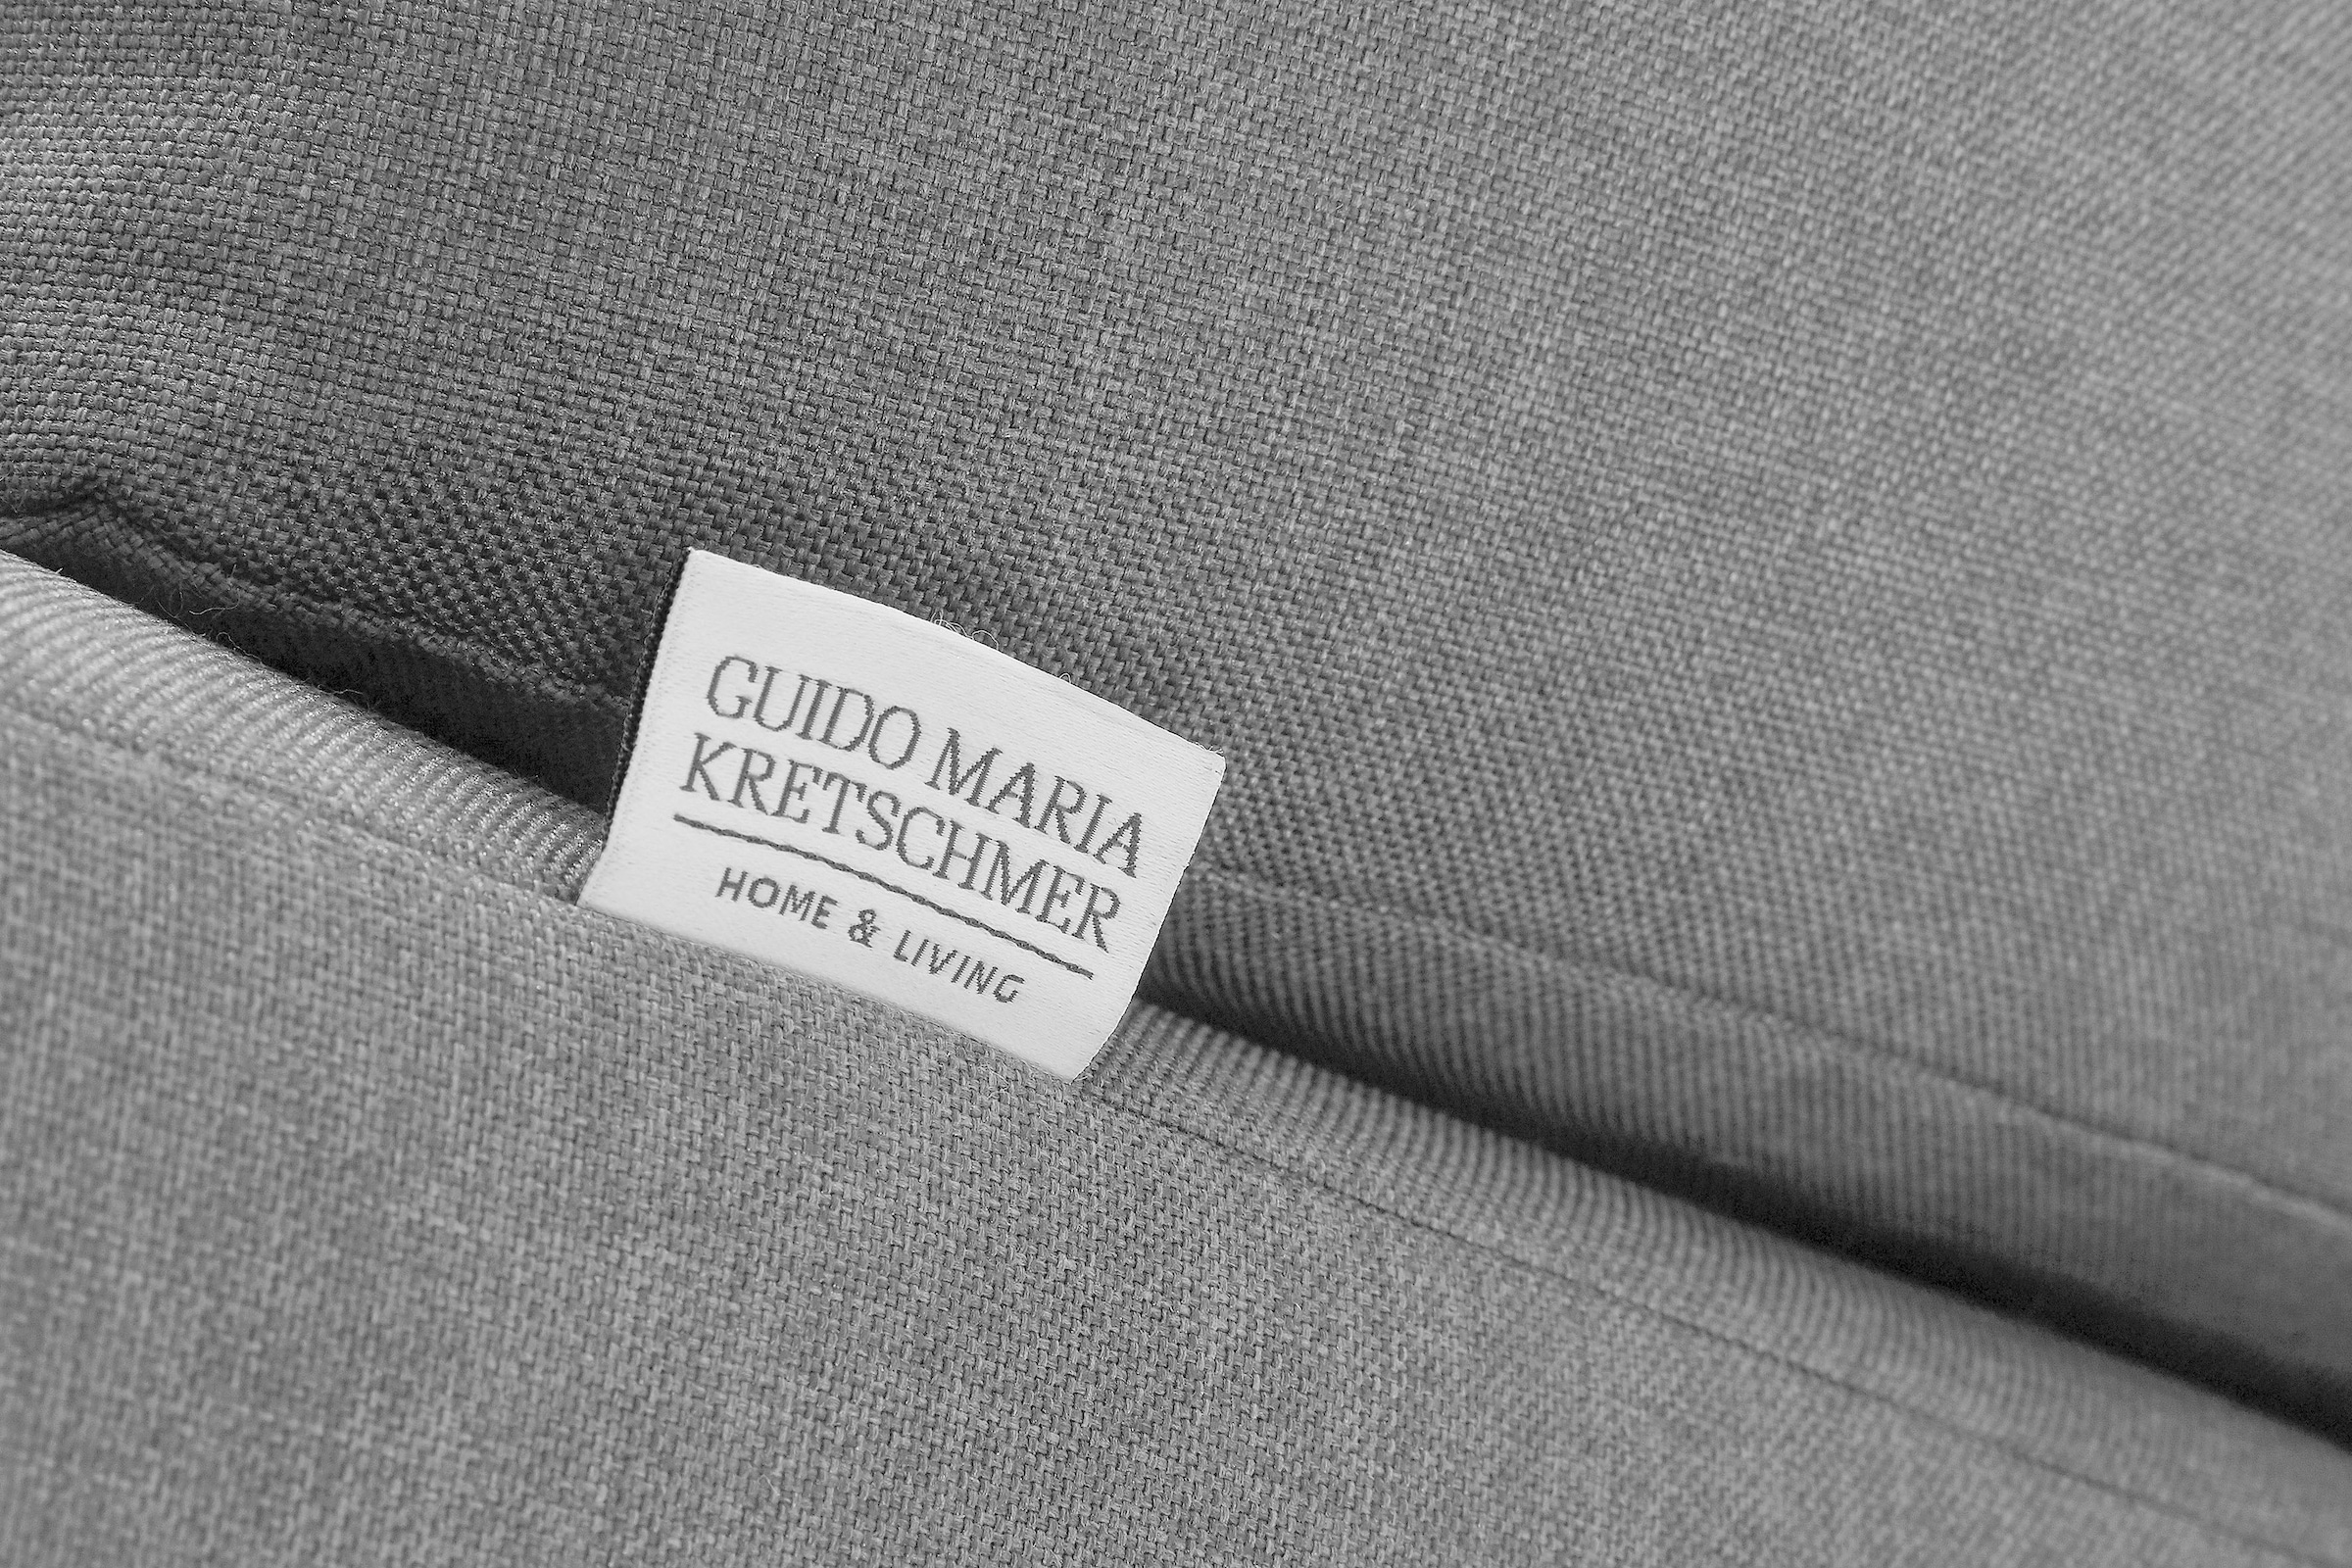 GUIDO MARIA
KRETSCHMER
HOME & LIVING